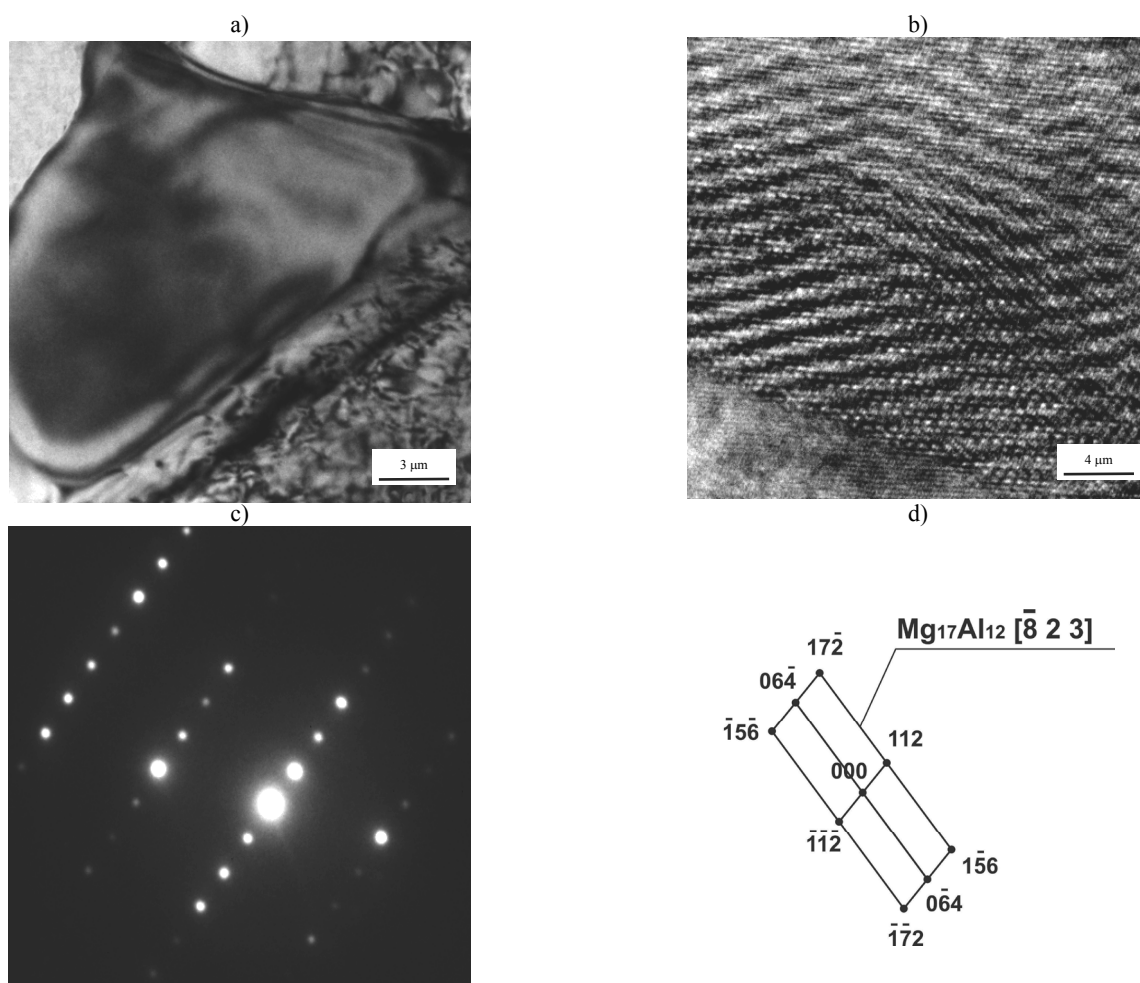 a)
b)
3 μm
4 μm
c)
d)
Mg₁₇Al₁₂ [8̄ 2 3]
172̄
064̄
1̄56̄
112
000
1̄1̄2̄
15̄6
06̄4
1̄7̄2